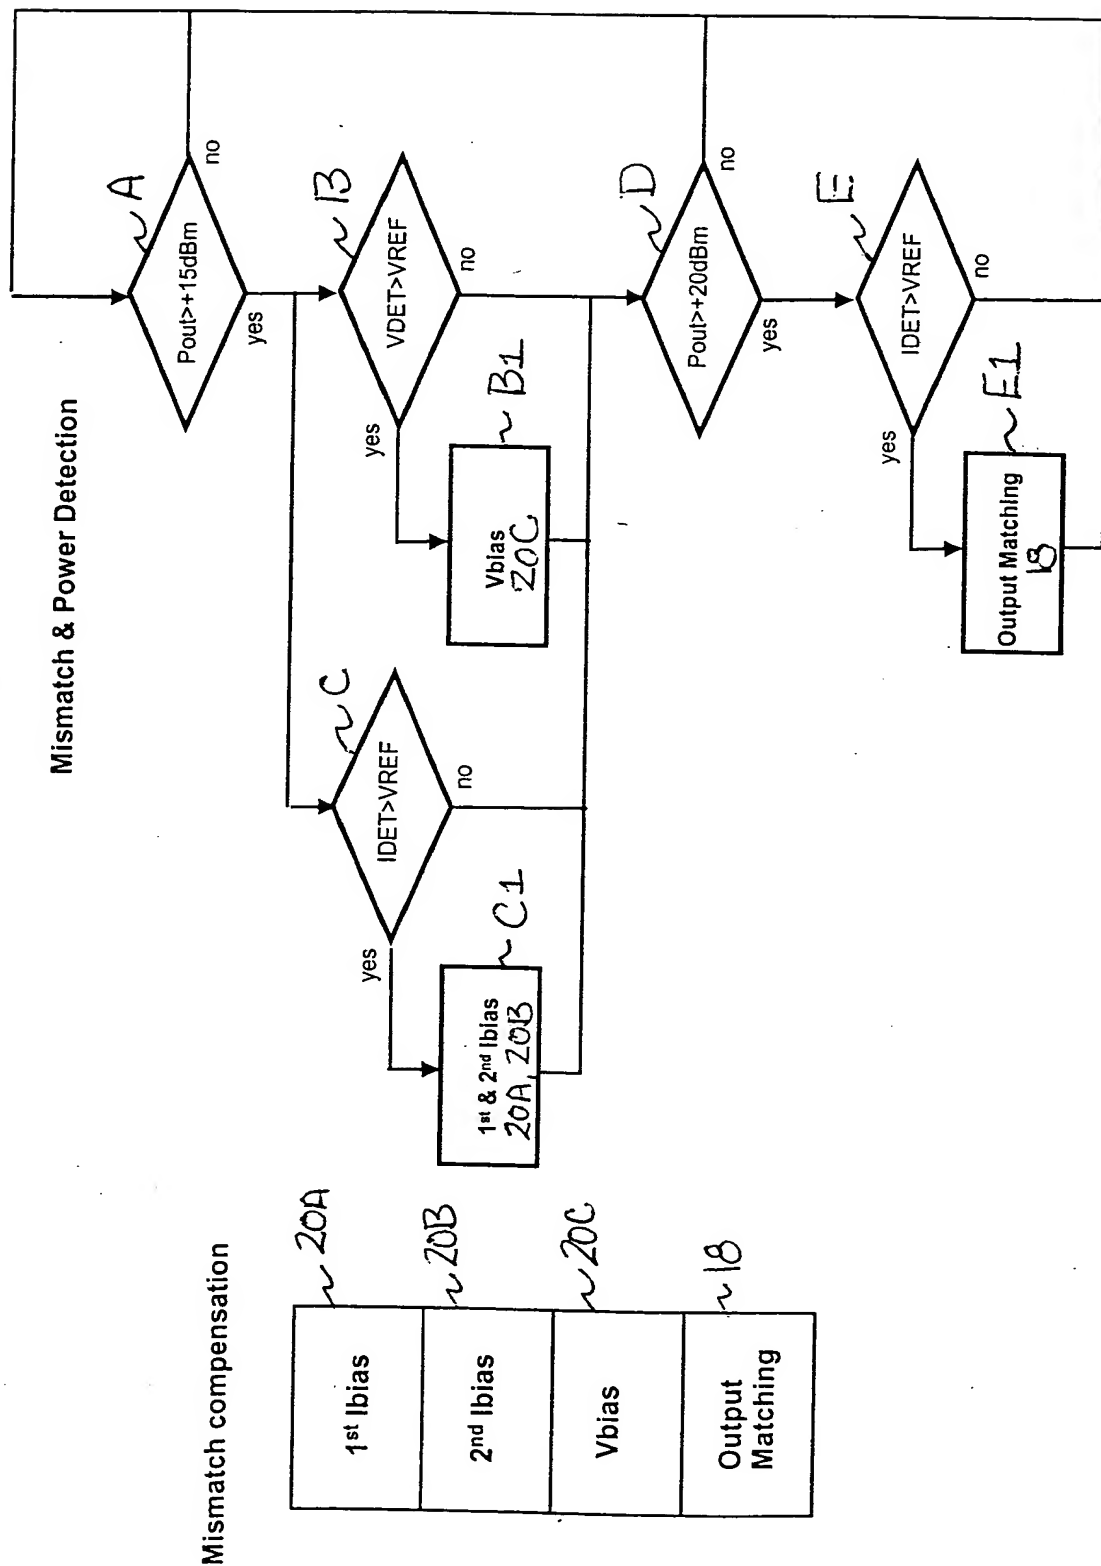 Mismatch & Power Detection
A
Pout>+15dBm
no
yes
B
VDET>VREF
no
yes
B1
Vbias
20C
C
IDET>VREF
no
yes
C1
1st & 2nd Ibias
20A, 20B
D
Pout>+20dBm
no
yes
E
IDET>VREF
no
yes
E1
Output Matching
18
Mismatch compensation
1st Ibias
20A
2nd Ibias
20B
Vbias
20C
Output
Matching
18